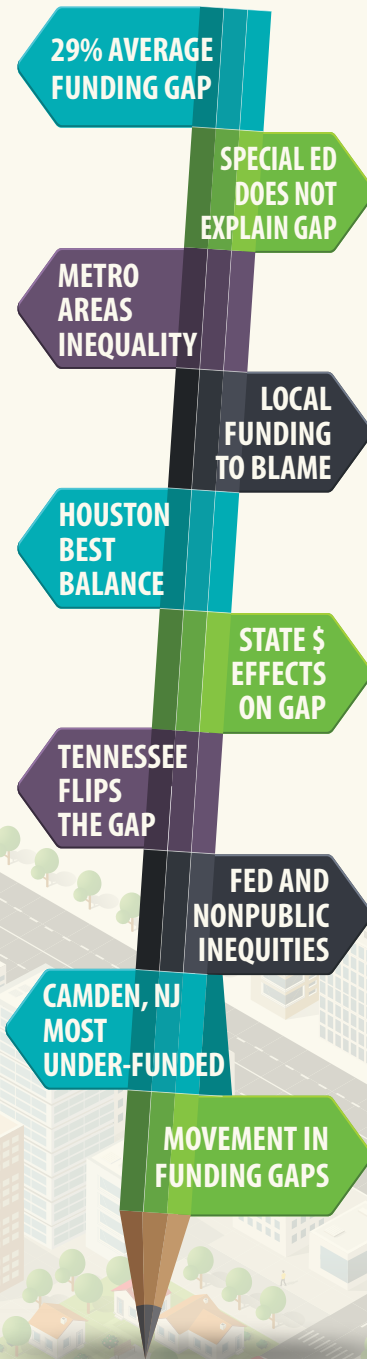 29% AVERAGE
FUNDING GAP
SPECIAL ED
DOES NOT
EXPLAIN GAP
METRO
AREAS
INEQUALITY
LOCAL
FUNDING
TO BLAME
HOUSTON
BEST
BALANCE
STATE $
EFFECTS
ON GAP
TENNESSEE
FLIPS
THE GAP
FED AND
NONPUBLIC
INEQUITIES
CAMDEN, NJ
MOST
UNDER-FUNDED
MOVEMENT IN
FUNDING GAPS